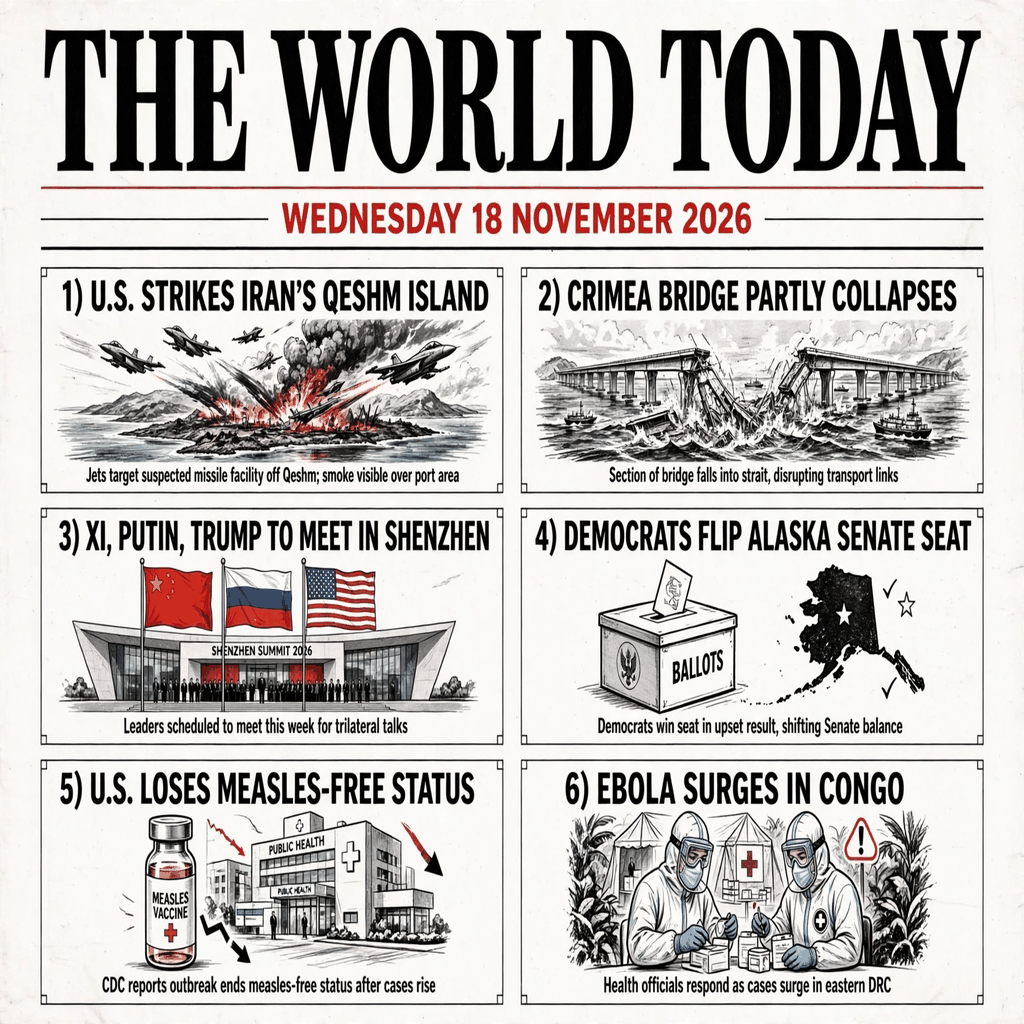 THE WORLD TODAY
WEDNESDAY 18 NOVEMBER 2026
1) U.S. STRIKES IRAN'S QESHM ISLAND
Jets target suspected missile facility off Qeshm; smoke visible over port area
2) CRIMEA BRIDGE PARTLY COLLAPSES
Section of bridge falls into strait, disrupting transport links
3) XI, PUTIN, TRUMP TO MEET IN SHENZHEN
SHENZHEN SUMMIT 2026
Leaders scheduled to meet this week for trilateral talks
4) DEMOCRATS FLIP ALASKA SENATE SEAT
BALLOTS
Democrats win seat in upset result, shifting Senate balance
5) U.S. LOSES MEASLES-FREE STATUS
PUBLIC HEALTH
PUBLIC HEALTH
MEASLES
VACCINE
CDC reports outbreak ends measles-free status after cases rise
6) EBOLA SURGES IN CONGO
Health officials respond as cases surge in eastern DRC